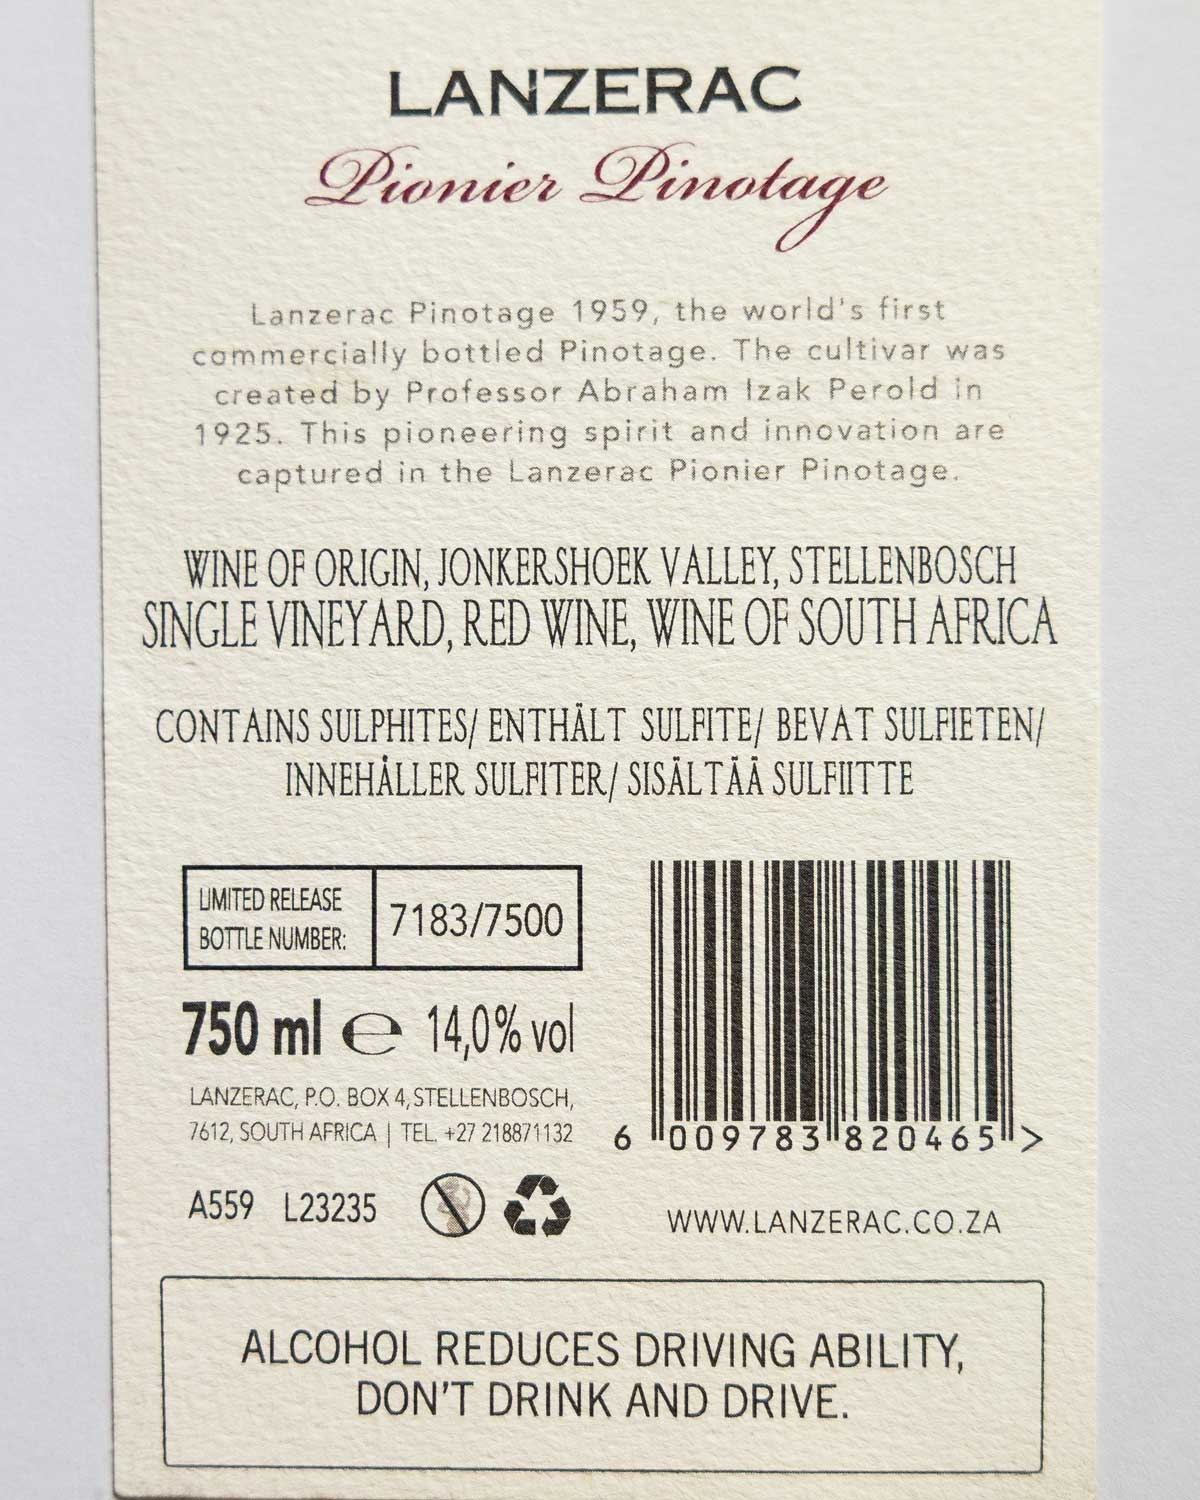 LANZERAC
Pionier Pinotage
Lanzerac Pinotage 1959, the world's first
commercially bottled Pinotage. The cultivar was
created by Professor Abraham Izak Perold in
1925. This pioneering spirit and innovation are
captured in the Lanzerac Pionier Pinotage.
WINE OF ORIGIN, JONKERSHOEK VALLEY, STELLENBOSCH
SINGLE VINEYARD, RED WINE, WINE OF SOUTH AFRICA
CONTAINS SULPHITES/ ENTHÄLT SULFITE/ BEVAT SULFIETEN/
INNEHÅLLER SULFITER/ SISÄLTÄÄ SULFIITTE
LIMITED RELEASE
BOTTLE NUMBER:
7183/7500
750 ml ℮ 14,0% vol
LANZERAC, P.O. BOX 4, STELLENBOSCH,
7612, SOUTH AFRICA | TEL. +27 218871132
A559 L23235
6 009783 820465 >
WWW.LANZERAC.CO.ZA
ALCOHOL REDUCES DRIVING ABILITY,
DON'T DRINK AND DRIVE.